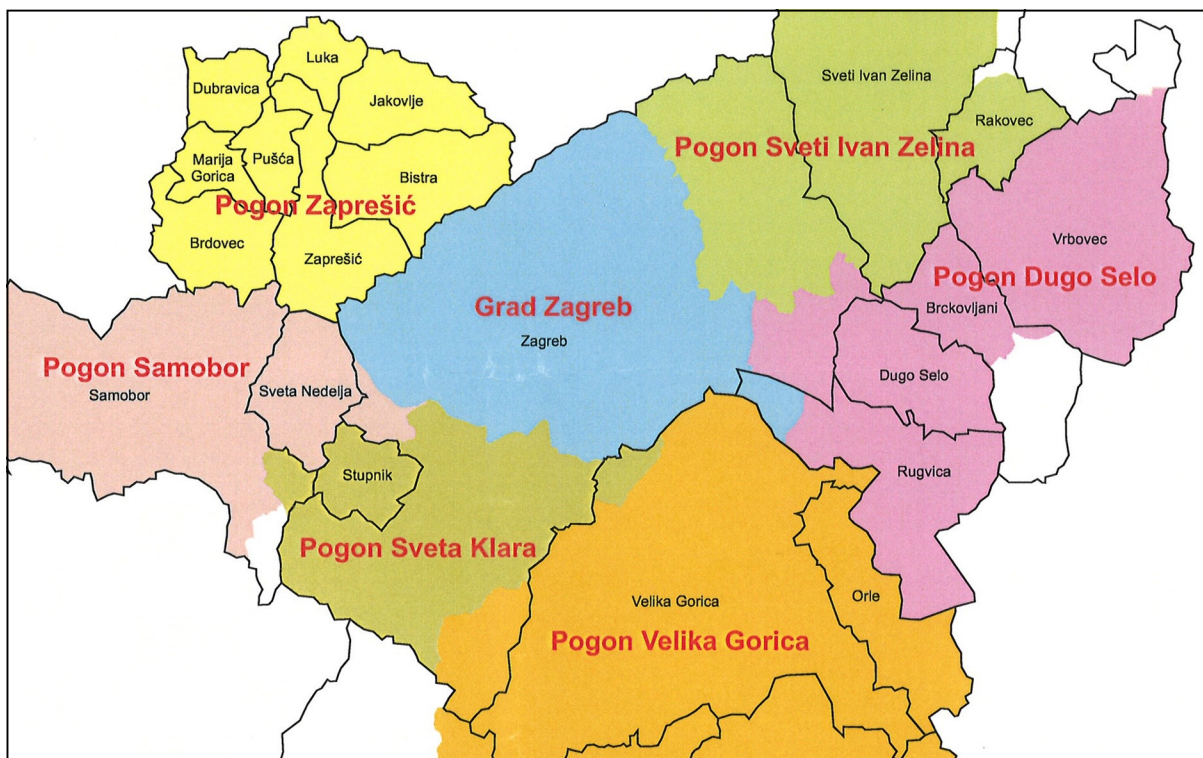 Luka
Dubravica
Jakovlje
Marija
Gorica
Pušća
Bistra
Pogon Zaprešić
Brdovec
Zaprešić
Sveti Ivan Zelina
Rakovec
Pogon Sveti Ivan Zelina
Vrbovec
Pogon Dugo Selo
Brckovljani
Grad Zagreb
Zagreb
Dugo Selo
Pogon Samobor
Samobor
Sveta Nedelja
Stupnik
Rugvica
Pogon Sveta Klara
Velika Gorica
Orle
Pogon Velika Gorica